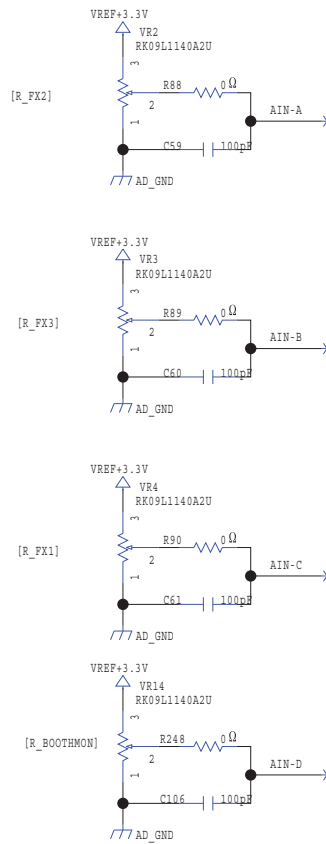 VREF+3.3V
VR2
RK09L1140A2U
3
[R_FX2]
R88
0Ω
2
AIN-A
1
C59
100pF
AD_GND
VREF+3.3V
VR3
RK09L1140A2U
3
[R_FX3]
R89
0Ω
2
AIN-B
1
C60
100pF
AD_GND
VREF+3.3V
VR4
RK09L1140A2U
3
[R_FX1]
R90
0Ω
2
AIN-C
1
C61
100pF
AD_GND
VREF+3.3V
VR14
RK09L1140A2U
3
[R_BOOTHMON]
R248
0Ω
2
AIN-D
1
C106
100pF
AD_GND